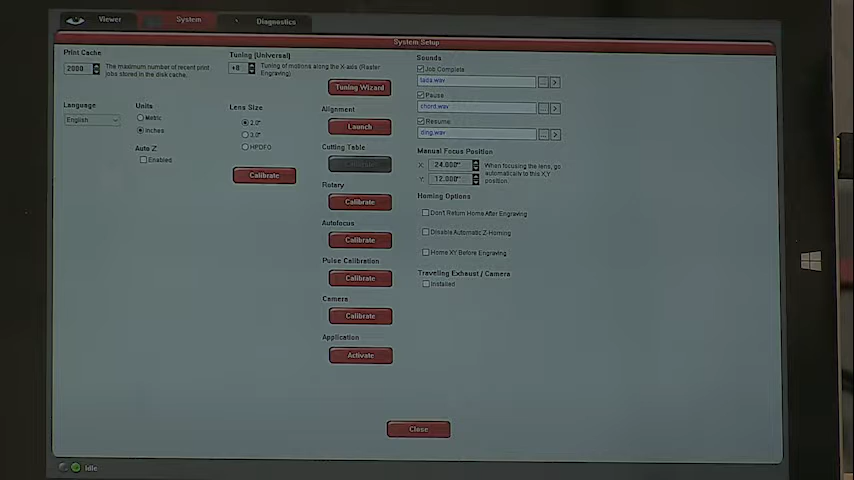 Viewer
System
Diagnostics
System Setup
Print Cache
2000
The maximum number of recent print
jobs stored in the disk cache.
Language
English
Units
Metric
Inches
Auto Z
Enabled
Tuning (Universal)
+8
Tuning of motions along the X-axis (Raster
Engraving)
Tuning Wizard
Lens Size
2.0"
3.0"
HPDFO
Calibrate
Alignment
Launch
Cutting Table
Rotary
Calibrate
Autofocus
Calibrate
Pulse Calibration
Calibrate
Camera
Calibrate
Application
Activate
Sounds
Job Complete
tada.wav
...
>
Pause
chord.wav
...
>
Resume
ding.wav
...
>
Manual Focus Position
X: 24.000"
Y: 12.000"
When focusing the lens, go
automatically to this X,Y
position.
Homing Options
Don't Return Home After Engraving
Disable Automatic Z-Homing
Home XY Before Engraving
Traveling Exhaust / Camera
Installed
Close
Idle